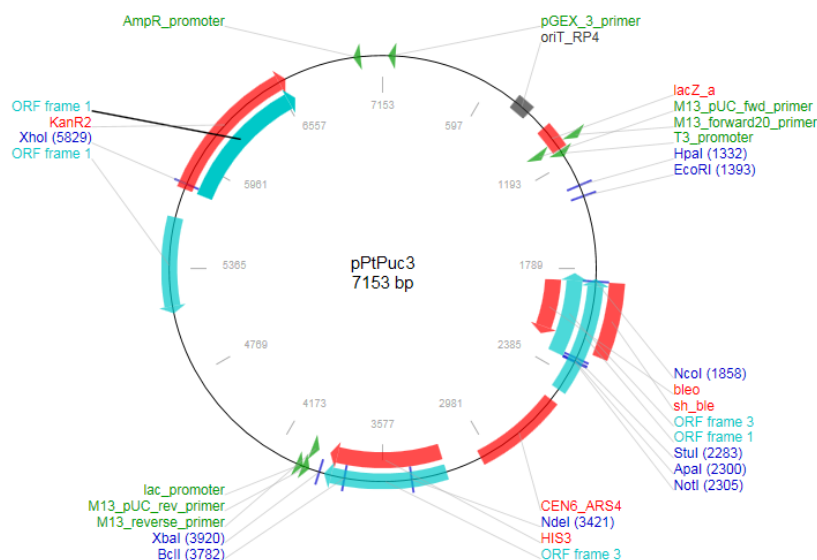 AmpR_promoter
pGEX_3_primer
oriT_RP4
lacZ_a
M13_pUC_fwd_primer
M13_forward20_primer
T3_promoter
HpaI (1332)
EcoRI (1393)
ORF frame 1
KanR2
XhoI (5829)
ORF frame 1
7153
597
1193
1789
2385
2981
3577
4173
4769
5365
5961
6557
pPtPuc3
7153 bp
NcoI (1858)
bleo
sh_ble
ORF frame 3
ORF frame 1
StuI (2283)
ApaI (2300)
NotI (2305)
CEN6_ARS4
NdeI (3421)
HIS3
ORF frame 3
lac_promoter
M13_pUC_rev_primer
M13_reverse_primer
XbaI (3920)
BclI (3782)